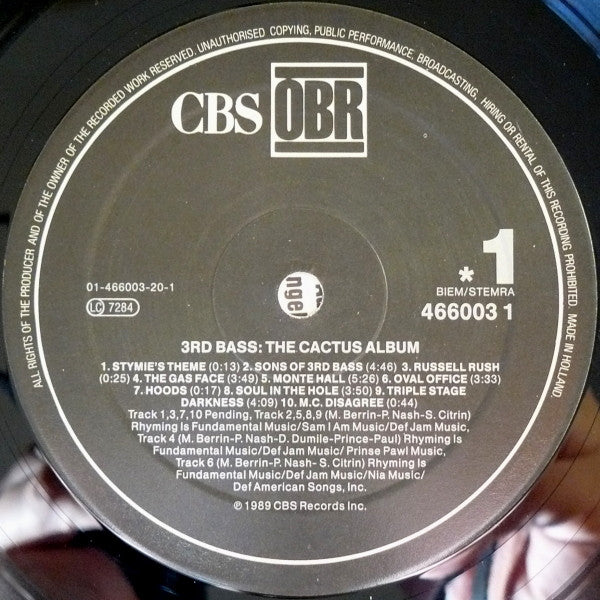 ALL RIGHTS OF THE PRODUCER AND OF THE OWNER OF THE RECORDED WORK RESERVED. UNAUTHORISED COPYING, PUBLIC PERFORMANCE, BROADCASTING, HIRING OR RENTAL OF THIS RECORDING PROHIBITED. MADE IN HOLLAND.
CBS OBR
01-466003-20-1
LC 7284
* 1
BIEM/STEMRA
466003 1
3RD BASS: THE CACTUS ALBUM
1. STYMIE'S THEME (0:13) 2. SONS OF 3RD BASS (4:46) 3. RUSSELL RUSH
(0:25) 4. THE GAS FACE (3:49) 5. MONTE HALL (5:26) 6. OVAL OFFICE (3:33)
7. HOODS (0:17) 8. SOUL IN THE HOLE (3:50) 9. TRIPLE STAGE
DARKNESS (4:09) 10. M.C. DISAGREE (0:44)
Track 1,3,7,10 Pending, Track 2,5,8,9 (M. Berrin-P. Nash-S. Citrin)
Rhyming Is Fundamental Music/Sam I Am Music/Def Jam Music,
Track 4 (M. Berrin-P. Nash-D. Dumile-Prince-Paul) Rhyming Is
Fundamental Music/Def Jam Music/ Prinse Pawl Music,
Track 6 (M. Berrin-P. Nash- S. Citrin) Rhyming Is
Fundamental Music/Def Jam Music/Nia Music/
Def American Songs, Inc.
℗ 1989 CBS Records Inc.